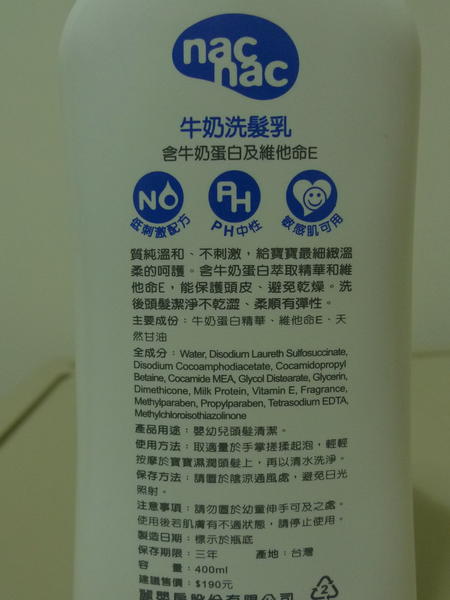 nac
nac
牛奶洗髮乳
含牛奶蛋白及維他命E
NO PH
低刺激配方 PH中性 敏感肌可用
質純溫和、不刺激，給寶寶最細緻溫
柔的呵護。含牛奶蛋白萃取精華和維
他命E，能保護頭皮、避免乾燥。洗
後頭髮潔淨不乾澀、柔順有彈性。
主要成份：牛奶蛋白精華、維他命E、天
然甘油
全成分：Water, Disodium Laureth Sulfosuccinate,
Disodium Cocoamphodiacetate, Cocamidopropyl
Betaine, Cocamide MEA, Glycol Distearate, Glycerin,
Dimethicone, Milk Protein, Vitamin E, Fragrance,
Methylparaben, Propylparaben, Tetrasodium EDTA,
Methylchloroisothiazolinone
產品用途：嬰幼兒頭髮清潔。
使用方法：取適量於手掌搓揉起泡，輕輕
按摩於寶寶濕潤頭髮上，再以清水洗淨。
保存方法：請置於陰涼通風處，避免日光
照射。
注意事項：請勿置於幼童伸手可及之處。
使用後若肌膚有不適狀態，請停止使用。
製造日期：標示於瓶底
保存期限：三年 產地：台灣
容量：400ml
建議售價：$190元
麗嬰房股份有限公司
2